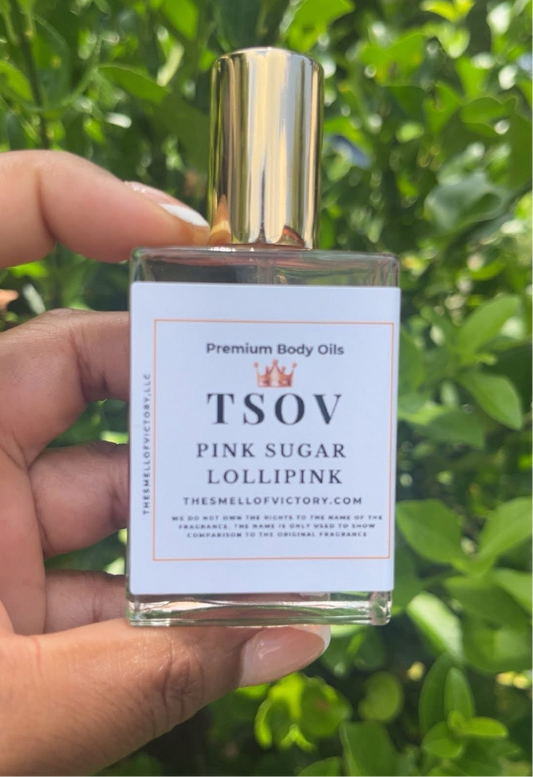 Premium Body Oils
TSOV
PINK SUGAR
LOLLIPINK
THESMELLOFVICTORY.COM
WE DO NOT OWN THE RIGHTS TO THE NAME OF THE
FRAGRANCE, THE NAME IS ONLY USED TO SHOW
COMPARISON TO THE ORIGINAL FRAGRANCE
THESMELLOFVICTORY,LLC